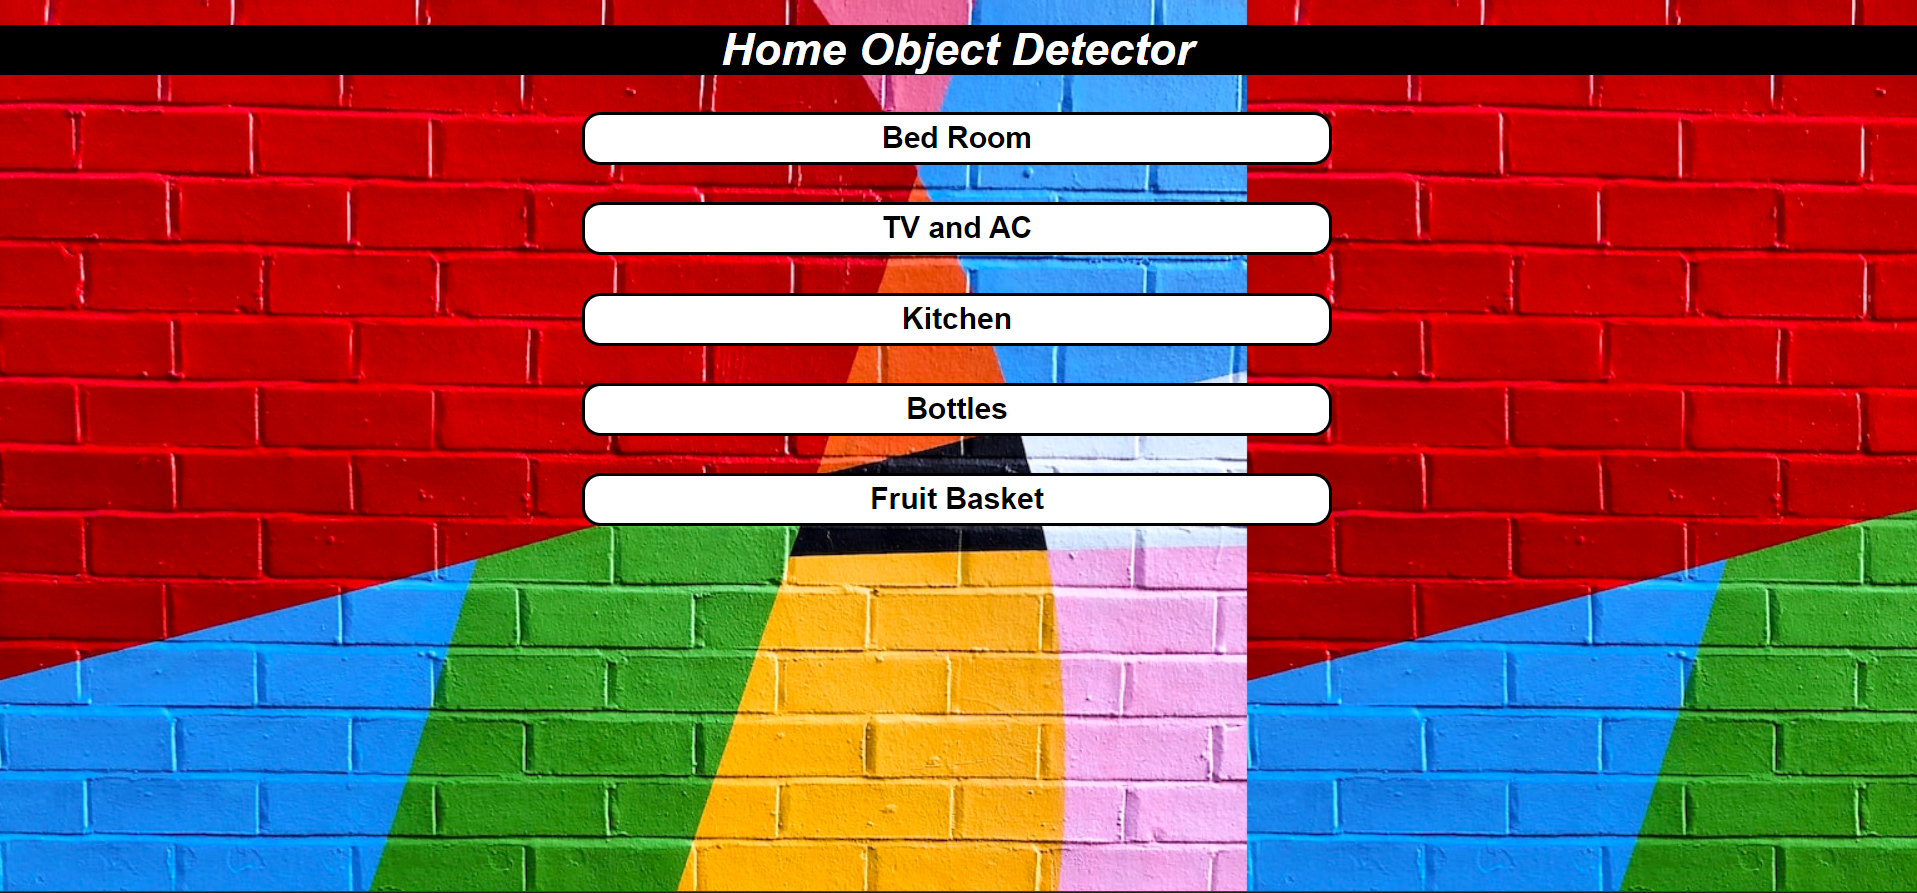 Home Object Detector
Bed Room
TV and AC
Kitchen
Bottles
Fruit Basket